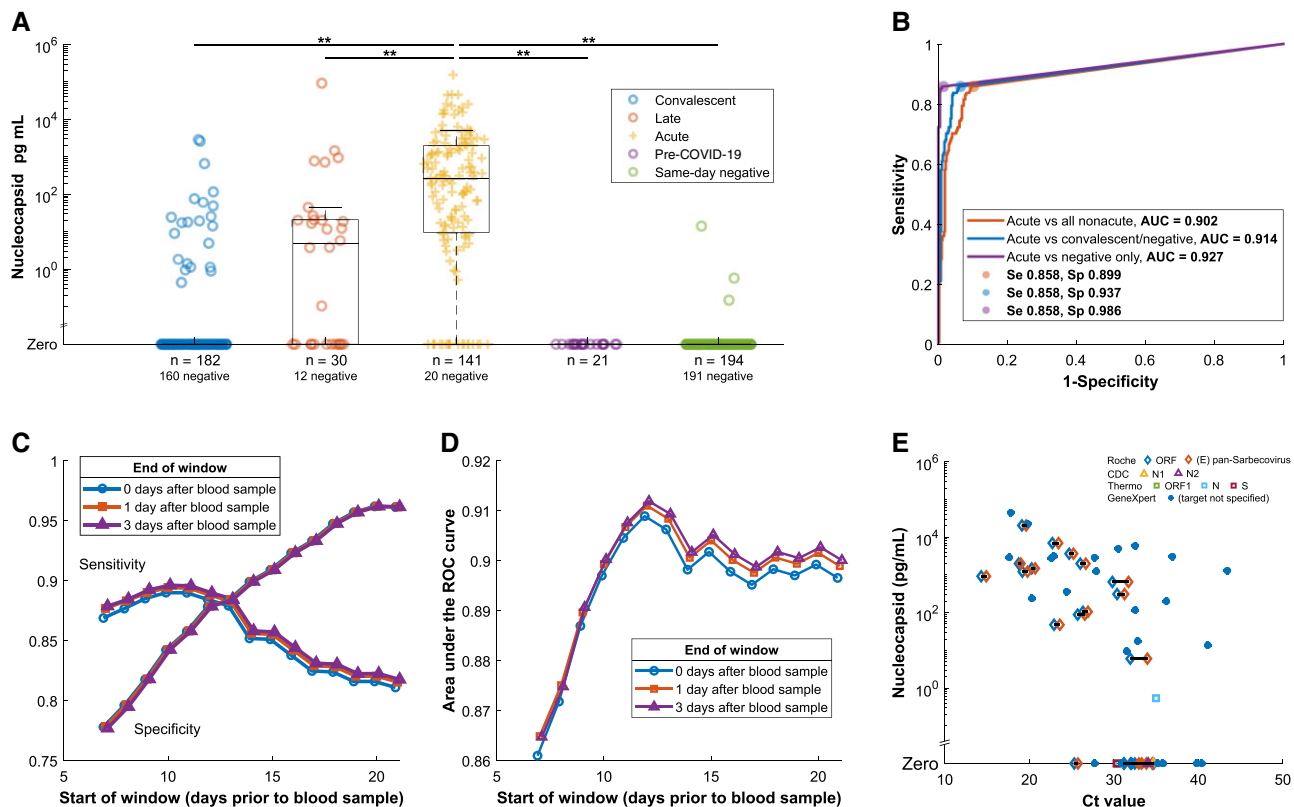 A
Nucleocapsid pg mL
10^6
10^4
10^2
10^0
Zero
**
**
**
**
Convalescent
Late
Acute
Pre-COVID-19
Same-day negative
n = 182
160 negative
n = 30
12 negative
n = 141
20 negative
n = 21
n = 194
191 negative
B
Sensitivity
1
0.8
0.6
0.4
0.2
0
Acute vs all nonacute, AUC = 0.902
Acute vs convalescent/negative, AUC = 0.914
Acute vs negative only, AUC = 0.927
Se 0.858, Sp 0.899
Se 0.858, Sp 0.937
Se 0.858, Sp 0.986
0 0.2 0.4 0.6 0.8 1
1-Specificity
C
1
0.95
0.9
0.85
0.8
0.75
End of window
0 days after blood sample
1 day after blood sample
3 days after blood sample
Sensitivity
Specificity
5 10 15 20
Start of window (days prior to blood sample)
D
Area under the ROC curve
0.92
0.91
0.9
0.89
0.88
0.87
0.86
End of window
0 days after blood sample
1 day after blood sample
3 days after blood sample
5 10 15 20
Start of window (days prior to blood sample)
E
Nucleocapsid (pg/mL)
10^6
10^4
10^2
10^0
Zero
Roche ORF (E) pan-Sarbecovirus
CDC N1 N2
Thermo ORF1 N S
GeneXpert (target not specified)
10 20 30 40 50
Ct value